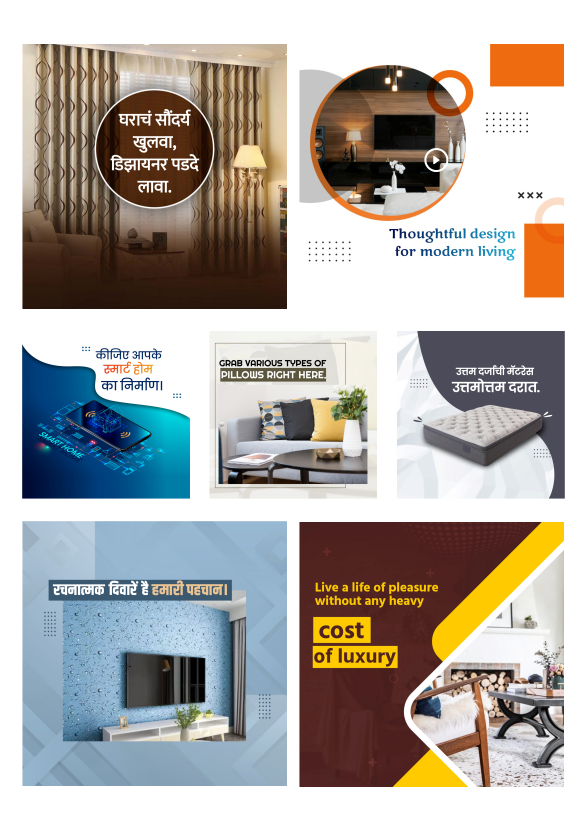 घराचं सौंदर्य
खुलवा,
डिझायनर पडदे
लावा.
Thoughtful design
for modern living
कीजिए आपके
स्मार्ट होम
का निर्माण।
SMART HOME
GRAB VARIOUS TYPES OF
PILLOWS RIGHT HERE.
उत्तम दर्जाची मॅटरेस
उत्तमोत्तम दरात.
रचनात्मक दिवारें है हमारी पहचान।
Live a life of pleasure
without any heavy
cost
of luxury